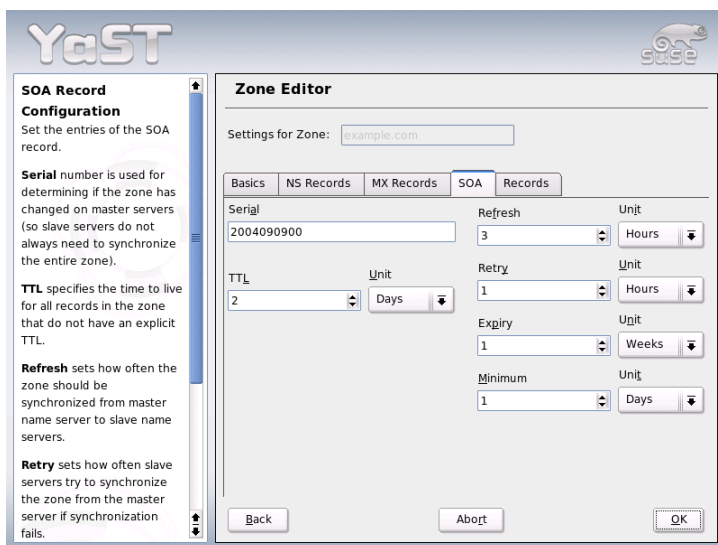 YaST
SUSE
SOA Record
Configuration
Set the entries of the SOA
record.
Serial number is used for
determining if the zone has
changed on master servers
(so slave servers do not
always need to synchronize
the entire zone).
TTL specifies the time to live
for all records in the zone
that do not have an explicit
TTL.
Refresh sets how often the
zone should be
synchronized from master
name server to slave name
servers.
Retry sets how often slave
servers try to synchronize
the zone from the master
server if synchronization
fails.
Zone Editor
Settings for Zone: example.com
Basics NS Records MX Records SOA Records
Serial
2004090900
TTL Unit
2 Days
Refresh Unit
3 Hours
Retry Unit
1 Hours
Expiry Unit
1 Weeks
Minimum Unit
1 Days
Back Abort OK